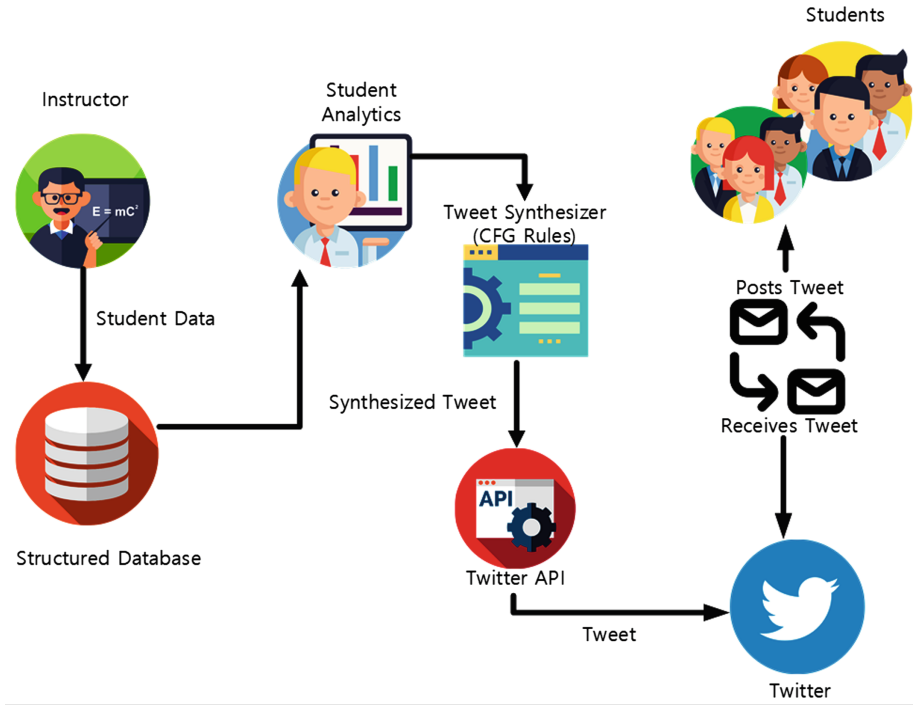 Students
Instructor
Student
Analytics
E = mC²
Tweet Synthesizer
(CFG Rules)
Student Data
Posts Tweet
Synthesized Tweet
Receives Tweet
API
Structured Database
Twitter API
Tweet
Twitter